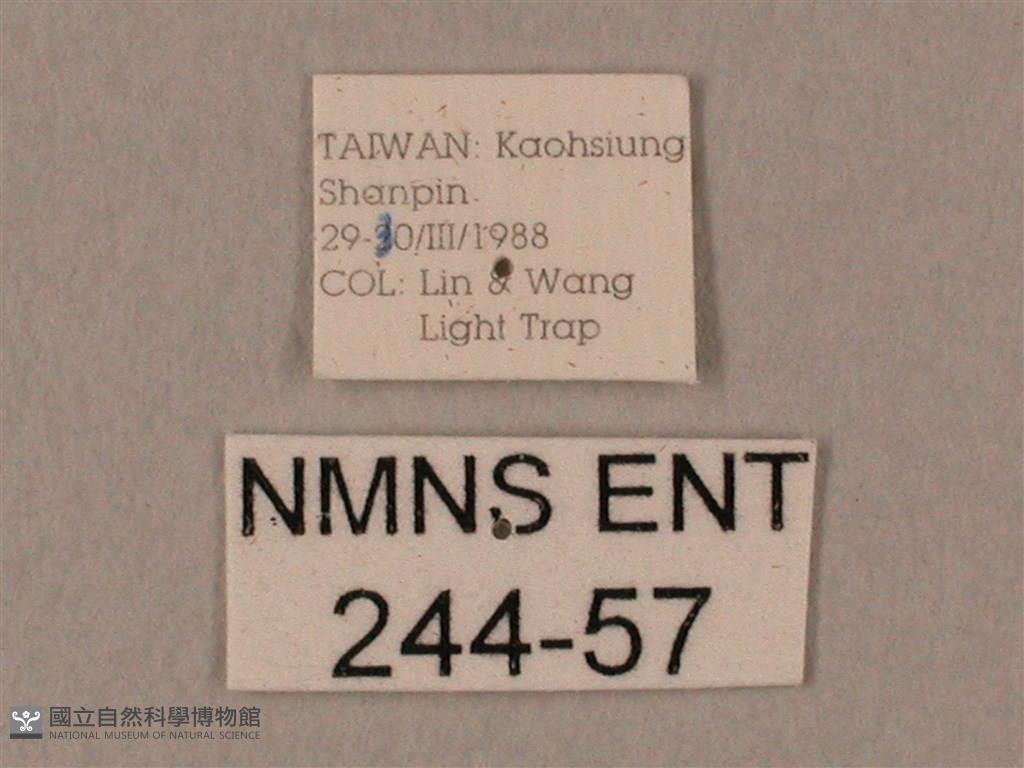 TAIWAN: Kaohsiung
Shanpin
29-30/III/1988
COL: Lin & Wang
Light Trap
NMNS ENT
244-57
國立自然科學博物館
NATIONAL MUSEUM OF NATURAL SCIENCE